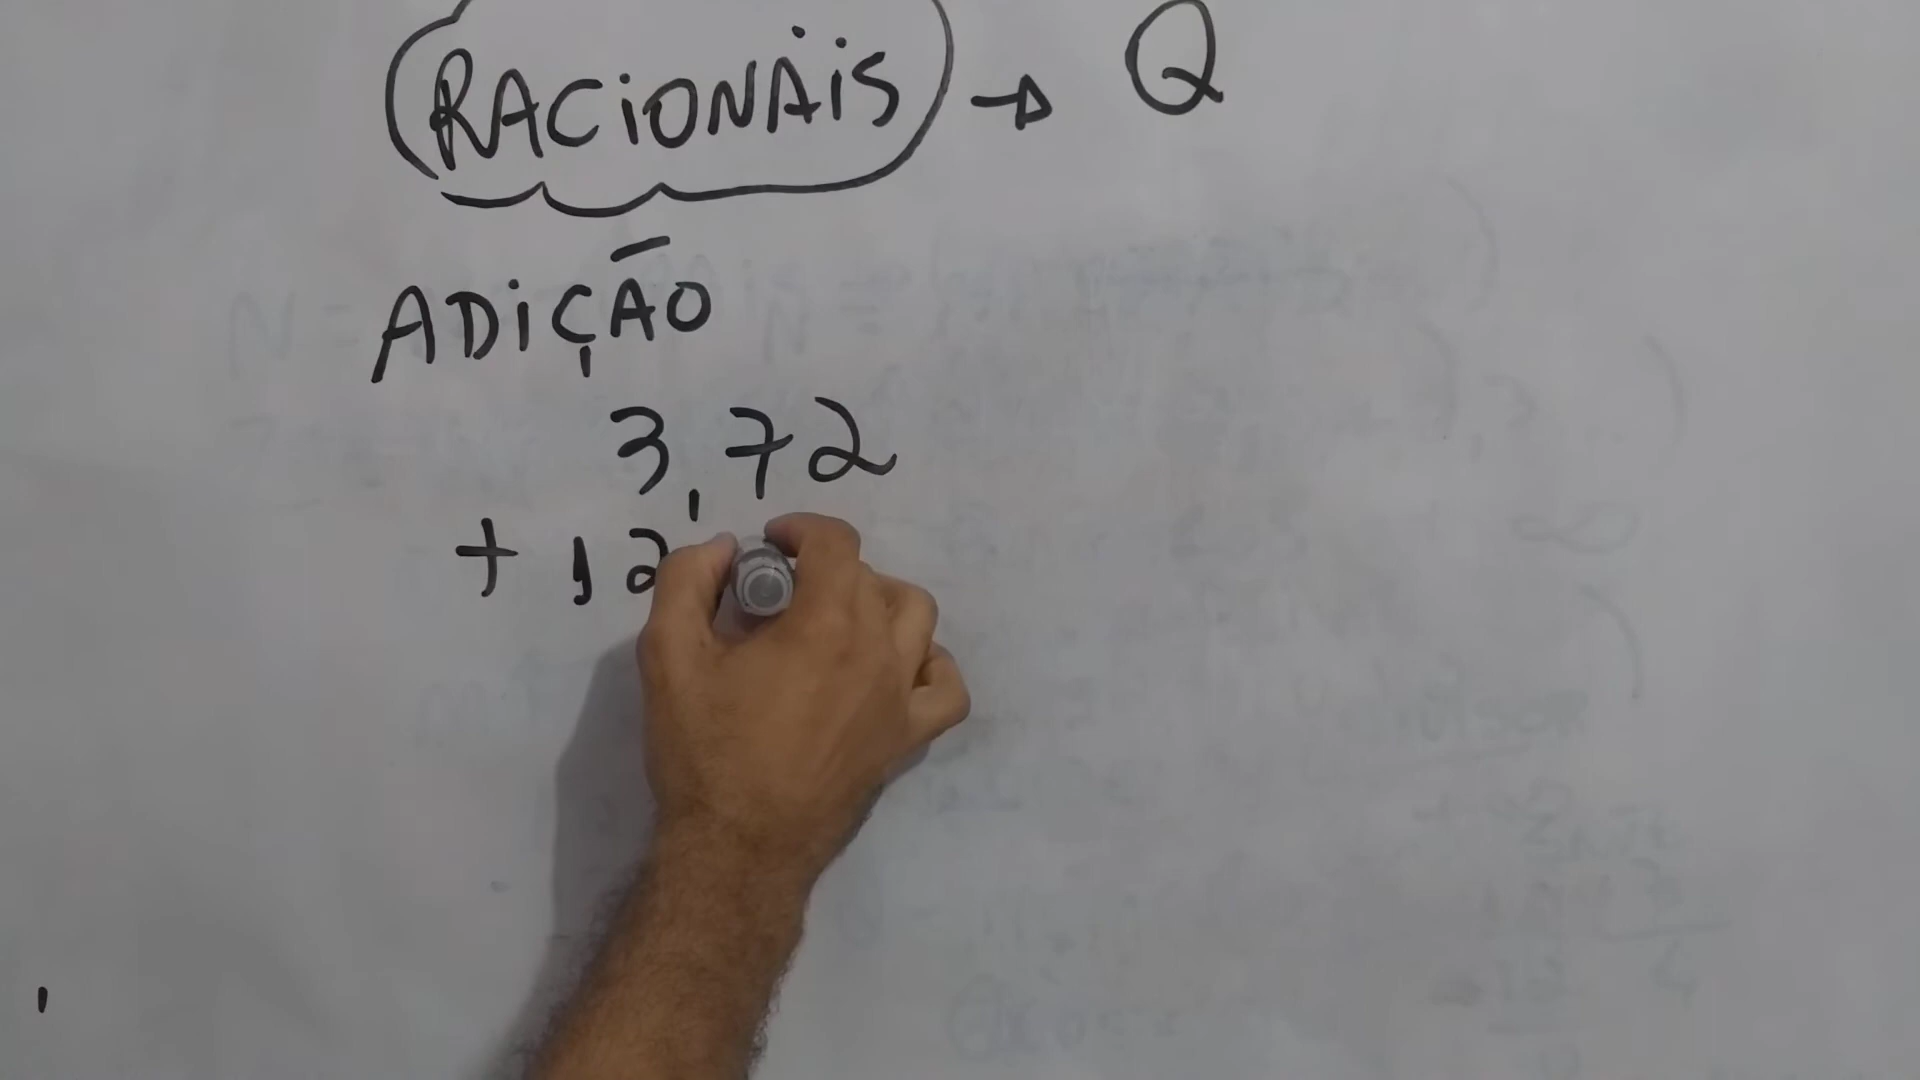 RACiONAiS → Q
ADiÇÃO
3,72
+ 12